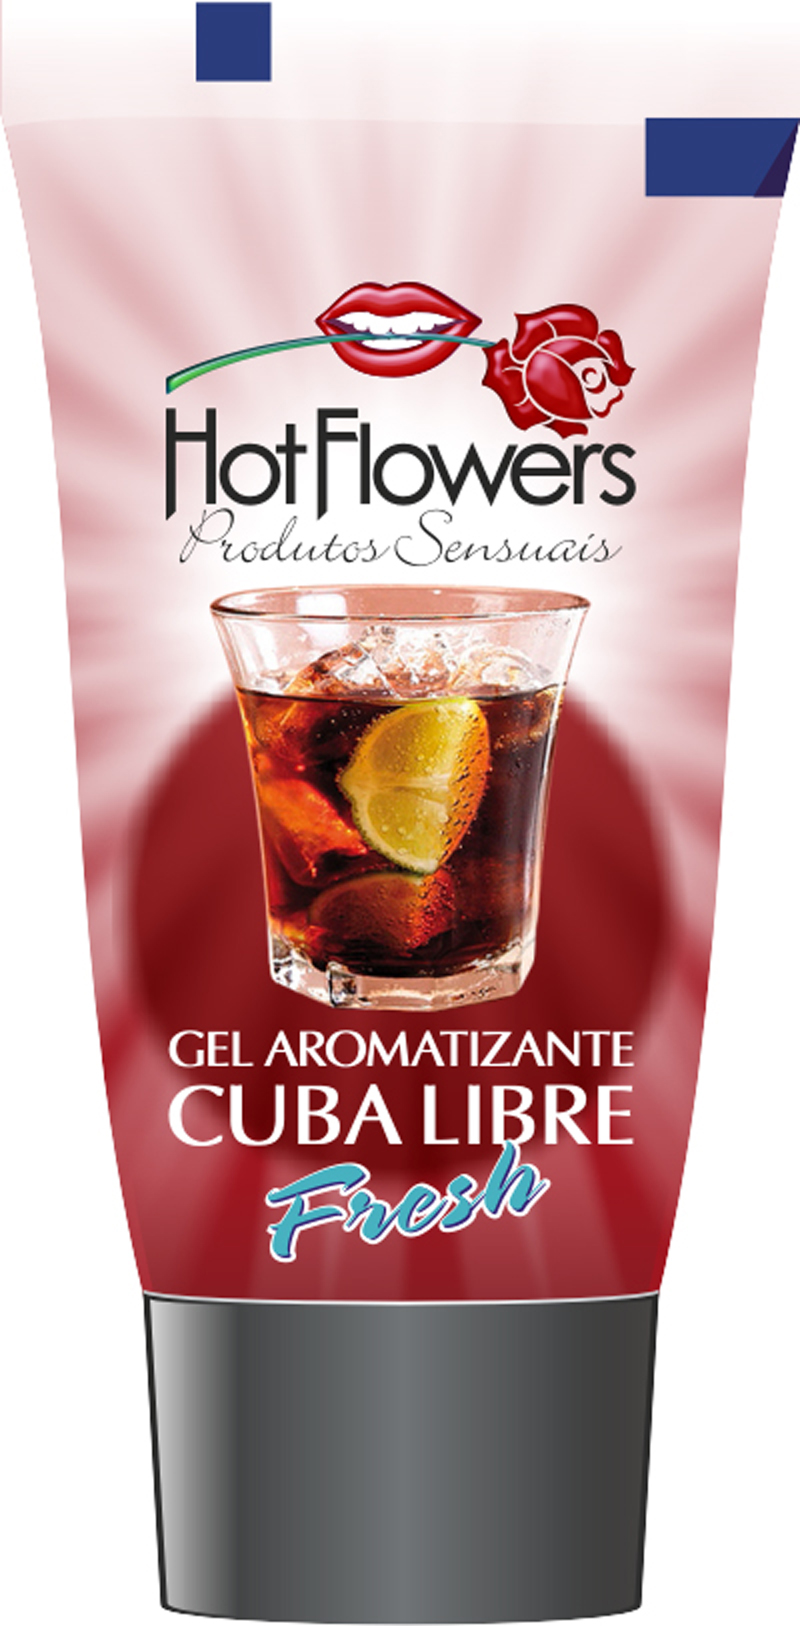 HotFlowers
Produtos Sensuais
GEL AROMATIZANTE
CUBA LIBRE
Fresh